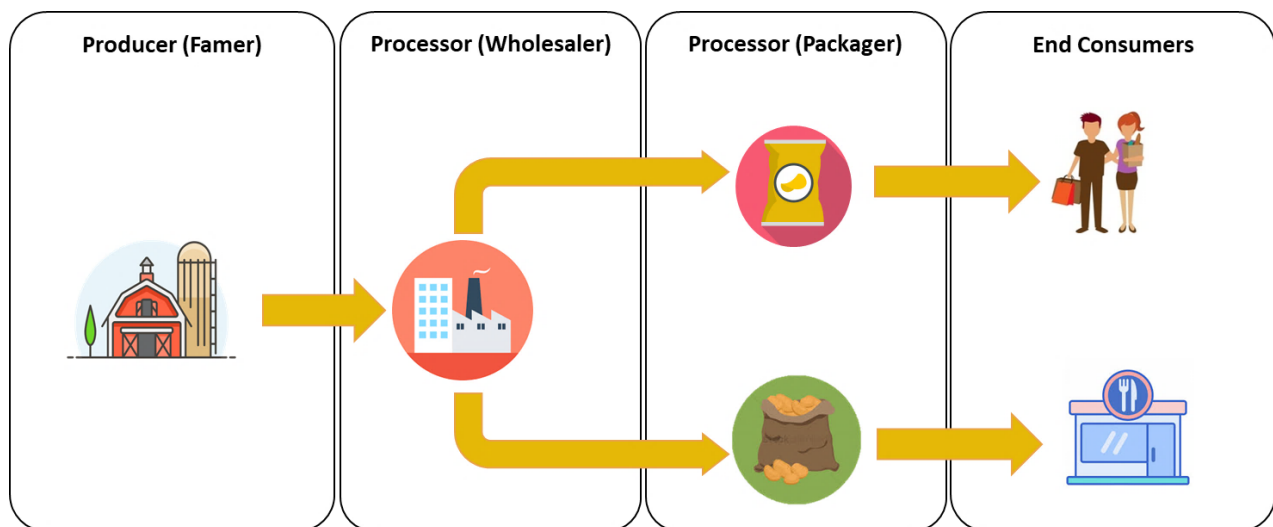 Producer (Famer)
Processor (Wholesaler)
Processor (Packager)
End Consumers